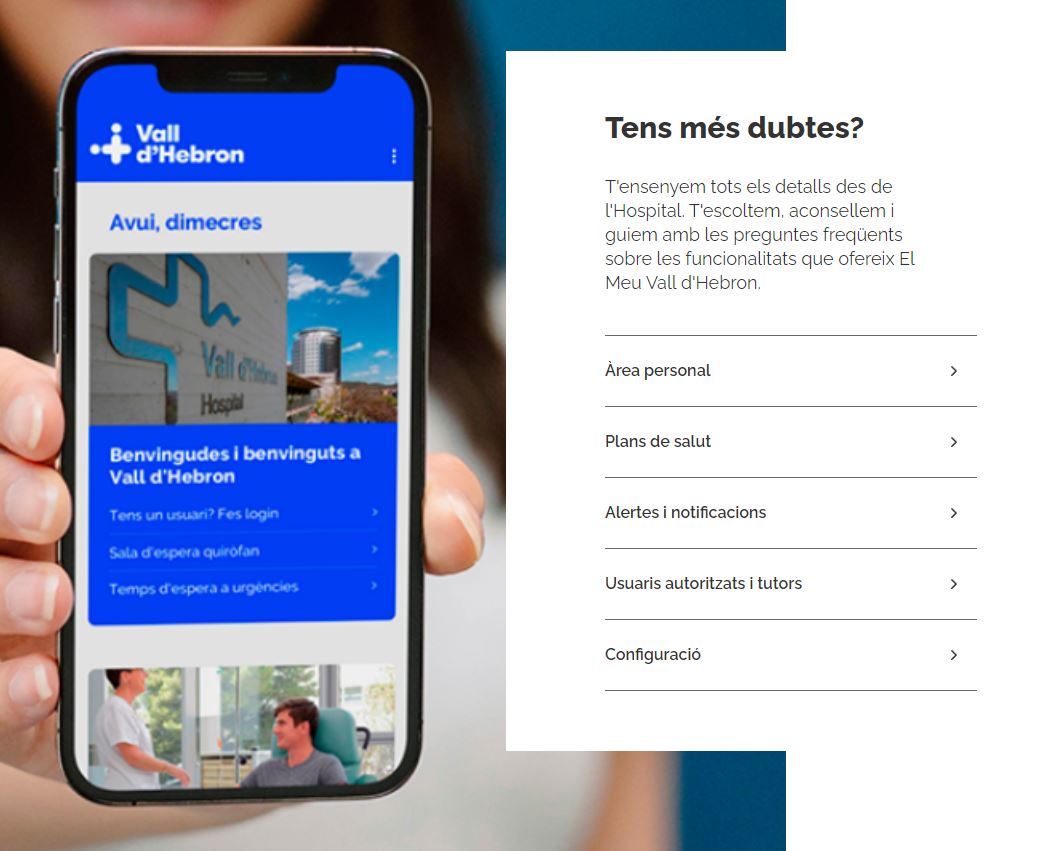 Vall
d'Hebron
Avui, dimecres
Vall d'Hebron
Hospital
Benvingudes i benvinguts a
Vall d'Hebron
Tens un usuari? Fes login
Sala d'espera quiròfan
Temps d'espera a urgències
Tens més dubtes?
T'ensenyem tots els detalls des de
l'Hospital. T'escoltem, aconsellem i
guiem amb les preguntes freqüents
sobre les funcionalitats que ofereix El
Meu Vall d'Hebron.
Àrea personal
Plans de salut
Alertes i notificacions
Usuaris autoritzats i tutors
Configuració